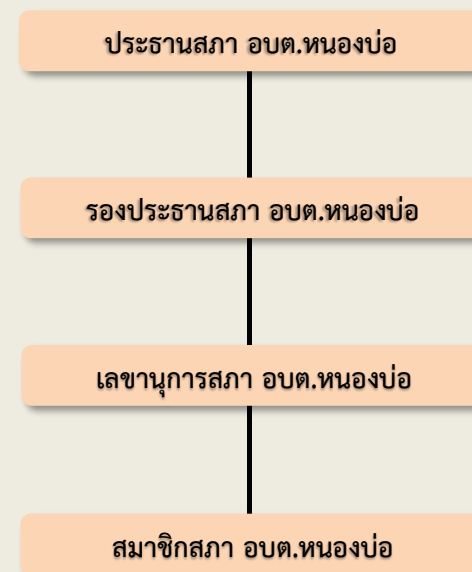 ประธานสภา อบต.หนองบ่อ
รองประธานสภา อบต.หนองบ่อ
เลขานุการสภา อบต.หนองบ่อ
สมาชิกสภา อบต.หนองบ่อ